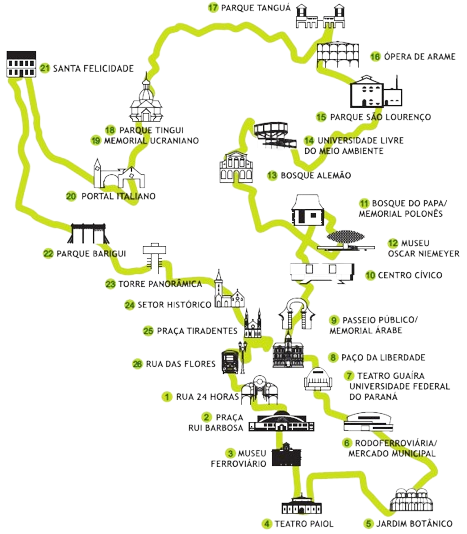 17 PARQUE TANGUÁ
16 ÓPERA DE ARAME
21 SANTA FELICIDADE
15 PARQUE SÃO LOURENÇO
18 PARQUE TINGUI
19 MEMORIAL UCRANIANO
14 UNIVERSIDADE LIVRE
DO MEIO AMBIENTE
13 BOSQUE ALEMÃO
20 PORTAL ITALIANO
11 BOSQUE DO PAPA/
MEMORIAL POLONÊS
12 MUSEU
OSCAR NIEMEYER
22 PARQUE BARIGUI
10 CENTRO CÍVICO
23 TORRE PANORÂMICA
24 SETOR HISTÓRICO
9 PASSEIO PÚBLICO/
MEMORIAL ÁRABE
25 PRAÇA TIRADENTES
8 PAÇO DA LIBERDADE
26 RUA DAS FLORES
7 TEATRO GUAÍRA
UNIVERSIDADE FEDERAL
DO PARANÁ
1 RUA 24 HORAS
2 PRAÇA
RUI BARBOSA
6 RODOFERROVIÁRIA/
MERCADO MUNICIPAL
3 MUSEU
FERROVIÁRIO
4 TEATRO PAIOL
5 JARDIM BOTÂNICO